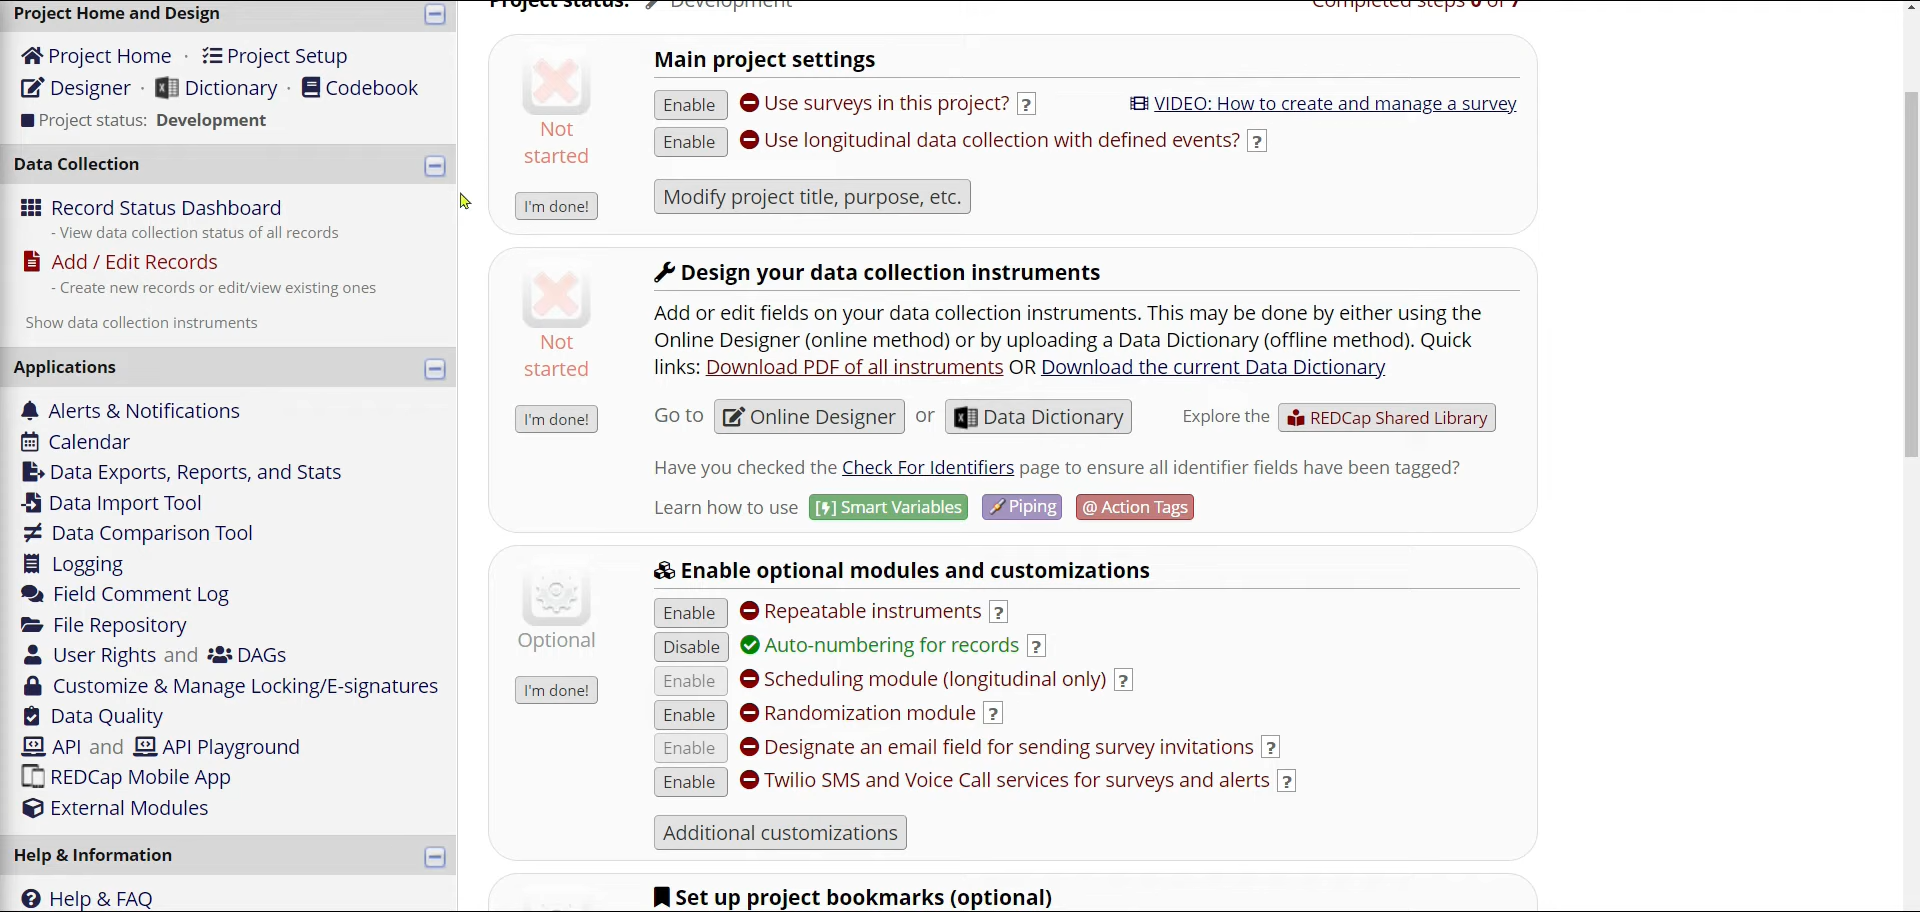 Project Home and Design
Project Home · Project Setup
Designer · Dictionary · Codebook
Project status: Development
Data Collection
Record Status Dashboard
- View data collection status of all records
Add / Edit Records
- Create new records or edit/view existing ones
Show data collection instruments
Applications
Alerts & Notifications
Calendar
Data Exports, Reports, and Stats
Data Import Tool
Data Comparison Tool
Logging
Field Comment Log
File Repository
User Rights and DAGs
Customize & Manage Locking/E-signatures
Data Quality
API and API Playground
REDCap Mobile App
External Modules
Help & Information
Help & FAQ
Project status: Development
Completed steps 0 of 7
Not
started
I'm done!
Main project settings
Enable Use surveys in this project? ? VIDEO: How to create and manage a survey
Enable Use longitudinal data collection with defined events? ?
Modify project title, purpose, etc.
Not
started
I'm done!
Design your data collection instruments
Add or edit fields on your data collection instruments. This may be done by either using the
Online Designer (online method) or by uploading a Data Dictionary (offline method). Quick
links: Download PDF of all instruments OR Download the current Data Dictionary
Go to Online Designer or Data Dictionary Explore the REDCap Shared Library
Have you checked the Check For Identifiers page to ensure all identifier fields have been tagged?
Learn how to use [ ] Smart Variables Piping @ Action Tags
Optional
I'm done!
Enable optional modules and customizations
Enable Repeatable instruments ?
Disable Auto-numbering for records ?
Enable Scheduling module (longitudinal only) ?
Enable Randomization module ?
Enable Designate an email field for sending survey invitations ?
Enable Twilio SMS and Voice Call services for surveys and alerts ?
Additional customizations
Set up project bookmarks (optional)